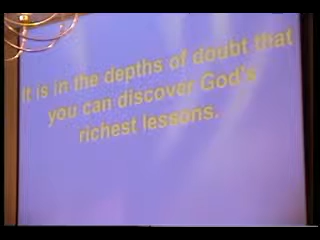 It is in the depths of doubt that
you can discover God's
richest lessons.